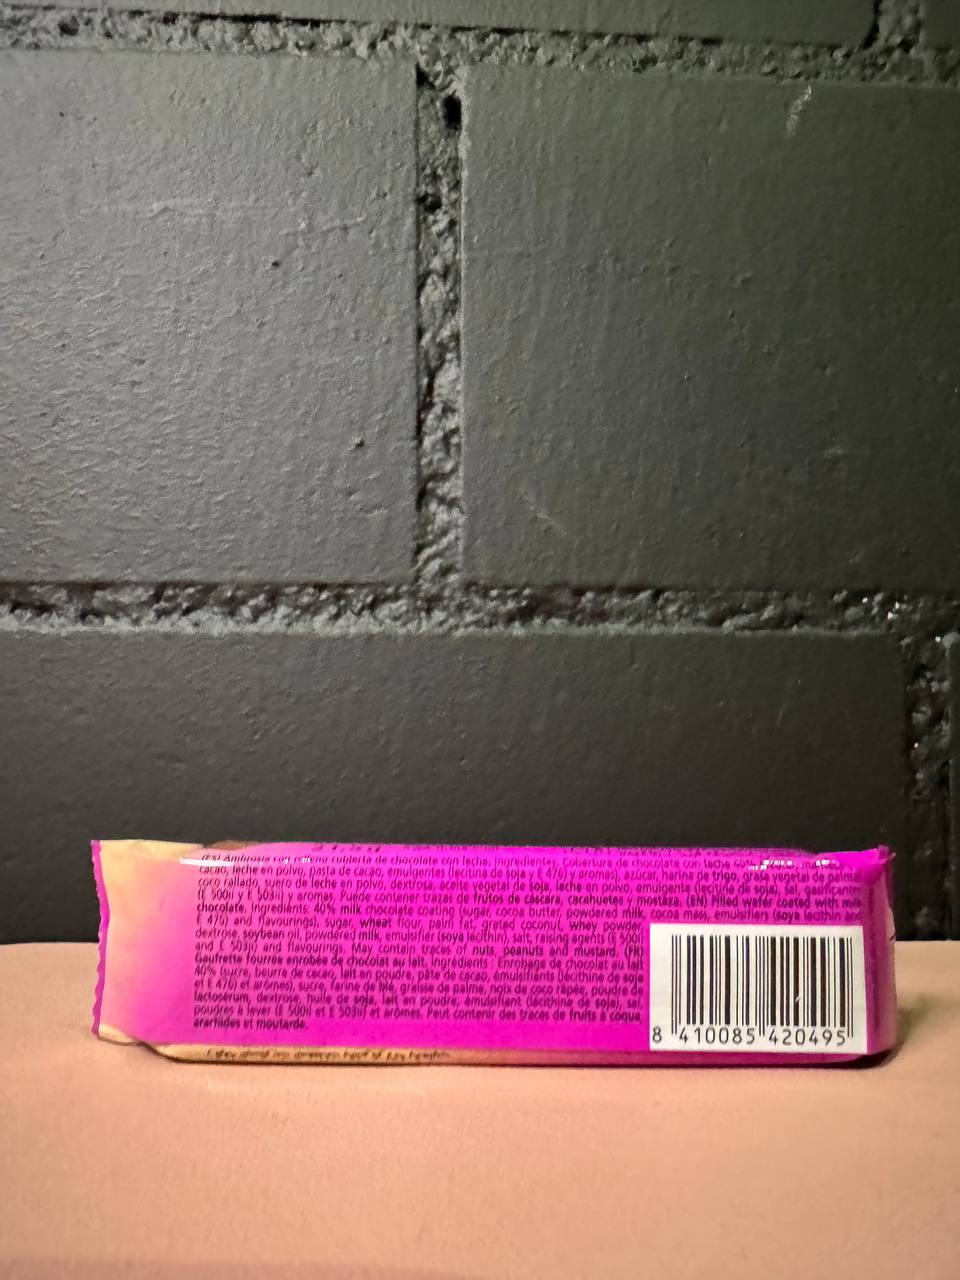 (ES) Ambrosía con relleno cubierta de chocolate con leche. Ingredientes: Cobertura de chocolate con leche 40%
cacao, leche en polvo, pasta de cacao, emulgentes (lecitina de soja y E 476) y aromas), azúcar, harina de trigo, grasa vegetal de palma,
coco rallado, suero de leche en polvo, dextrosa, aceite vegetal de soja, leche en polvo, emulgente (lecitina de soja), sal, gasificantes
(E 500ii y E 503ii) y aromas. Puede contener trazas de frutos de cáscara, cacahuetes y mostaza. (EN) Filled wafer coated with milk
chocolate. Ingredients: 40% milk chocolate coating (sugar, cocoa butter, powdered milk, cocoa mass, emulsifiers (soya lecithin and
E 476) and flavourings), sugar, wheat flour, palm fat, grated coconut, whey powder,
dextrose, soybean oil, powdered milk, emulsifier (soya lecithin), salt, raising agents (E 500ii
and E 503ii) and flavourings. May contain traces of nuts, peanuts and mustard. (FR)
Gaufrette fourrée enrobée de chocolat au lait. Ingrédients : Enrobage de chocolat au lait
40% (sucre, beurre de cacao, lait en poudre, pâte de cacao, émulsifiants (lécithine de soja
et E 476) et arômes), sucre, farine de blé, graisse de palme, noix de coco râpée, poudre de
lactosérum, dextrose, huile de soja, lait en poudre, émulsifiant (lécithine de soja), sel,
poudres à lever (E 500ii et E 503ii) et arômes. Peut contenir des traces de fruits à coque,
arachides et moutarde.
8 410085 420495